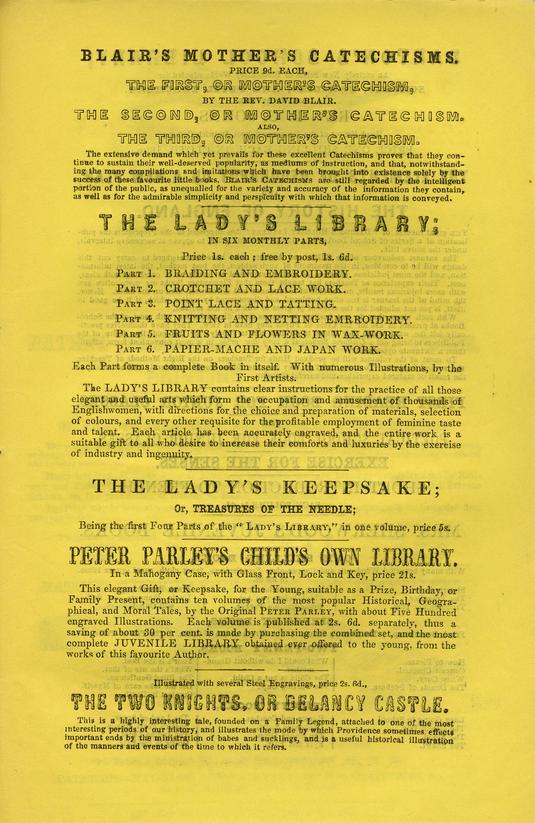 BLAIR'S MOTHER'S CATECHISMS.
PRICE 9d. EACH,
THE FIRST, OR MOTHER'S CATECHISM,
BY THE REV. DAVID BLAIR.
THE SECOND, OR MOTHER'S CATECHISM.
ALSO,
THE THIRD, OR MOTHER'S CATECHISM.
The extensive demand which yet prevails for these excellent Catechisms proves that they con-
tinue to sustain their well-deserved popularity, as mediums of instruction, and that, notwithstand-
ing the many compilations and imitations which have been brought into existence solely by the
success of these favourite little books, BLAIR'S CATECHISMS are still regarded by the intelligent
portion of the public, as unequalled for the variety and accuracy of the information they contain,
as well as for the admirable simplicity and perspicuity with which that information is conveyed.
THE LADY'S LIBRARY;
IN SIX MONTHLY PARTS,
Price 1s. each; free by post, 1s. 6d.
PART 1. BRAIDING AND EMBROIDERY.
PART 2. CROTCHET AND LACE WORK.
PART 3. POINT LACE AND TATTING.
PART 4. KNITTING AND NETTING EMRROIDERY.
PART 5. FRUITS AND FLOWERS IN WAX-WORK.
PART 6. PAPIER-MACHE AND JAPAN WORK.
Each Part forms a complete Book in itself. With numerous Illustrations, by the
First Artists.
The LADY'S LIBRARY contains clear instructions for the practice of all those
elegant and useful arts which form the occupation and amusement of thousands of
Englishwomen, with directions for the choice and preparation of materials, selection
of colours, and every other requisite for the profitable employment of feminine taste
and talent. Each article has been accurately engraved, and the entire work is a
suitable gift to all who desire to increase their comforts and luxuries by the exercise
of industry and ingenuity.
THE LADY'S KEEPSAKE;
Or, TREASURES OF THE NEEDLE;
Being the first Four Parts of the "LADY'S LIBRARY," in one volume, price 5s.
PETER PARLEY'S CHILD'S OWN LIBRARY.
In a Mahogany Case, with Glass Front, Lock and Key, price 21s.
This elegant Gift, or Keepsake, for the Young, suitable as a Prize, Birthday, or
Family Present, contains ten volumes of the most popular Historical, Geogra-
phical, and Moral Tales, by the Original PETER PARLEY, with about Five Hundred
engraved Illustrations. Each volume is published at 2s. 6d. separately, thus a
saving of about 30 per cent. is made by purchasing the combined set, and the most
complete JUVENILE LIBRARY obtained ever offered to the young, from the
works of this favourite Author.
Illustrated with several Steel Engravings, price 2s. 6d.,
THE TWO KNIGHTS, OR DELANCY CASTLE.
This is a highly interesting tale, founded on a Family Legend, attached to one of the most
interesting periods of our history, and illustrates the mode by which Providence sometimes effects
important ends by the ministration of babes and sucklings, and is a useful historical illustration
of the manners and events of the time to which it refers.